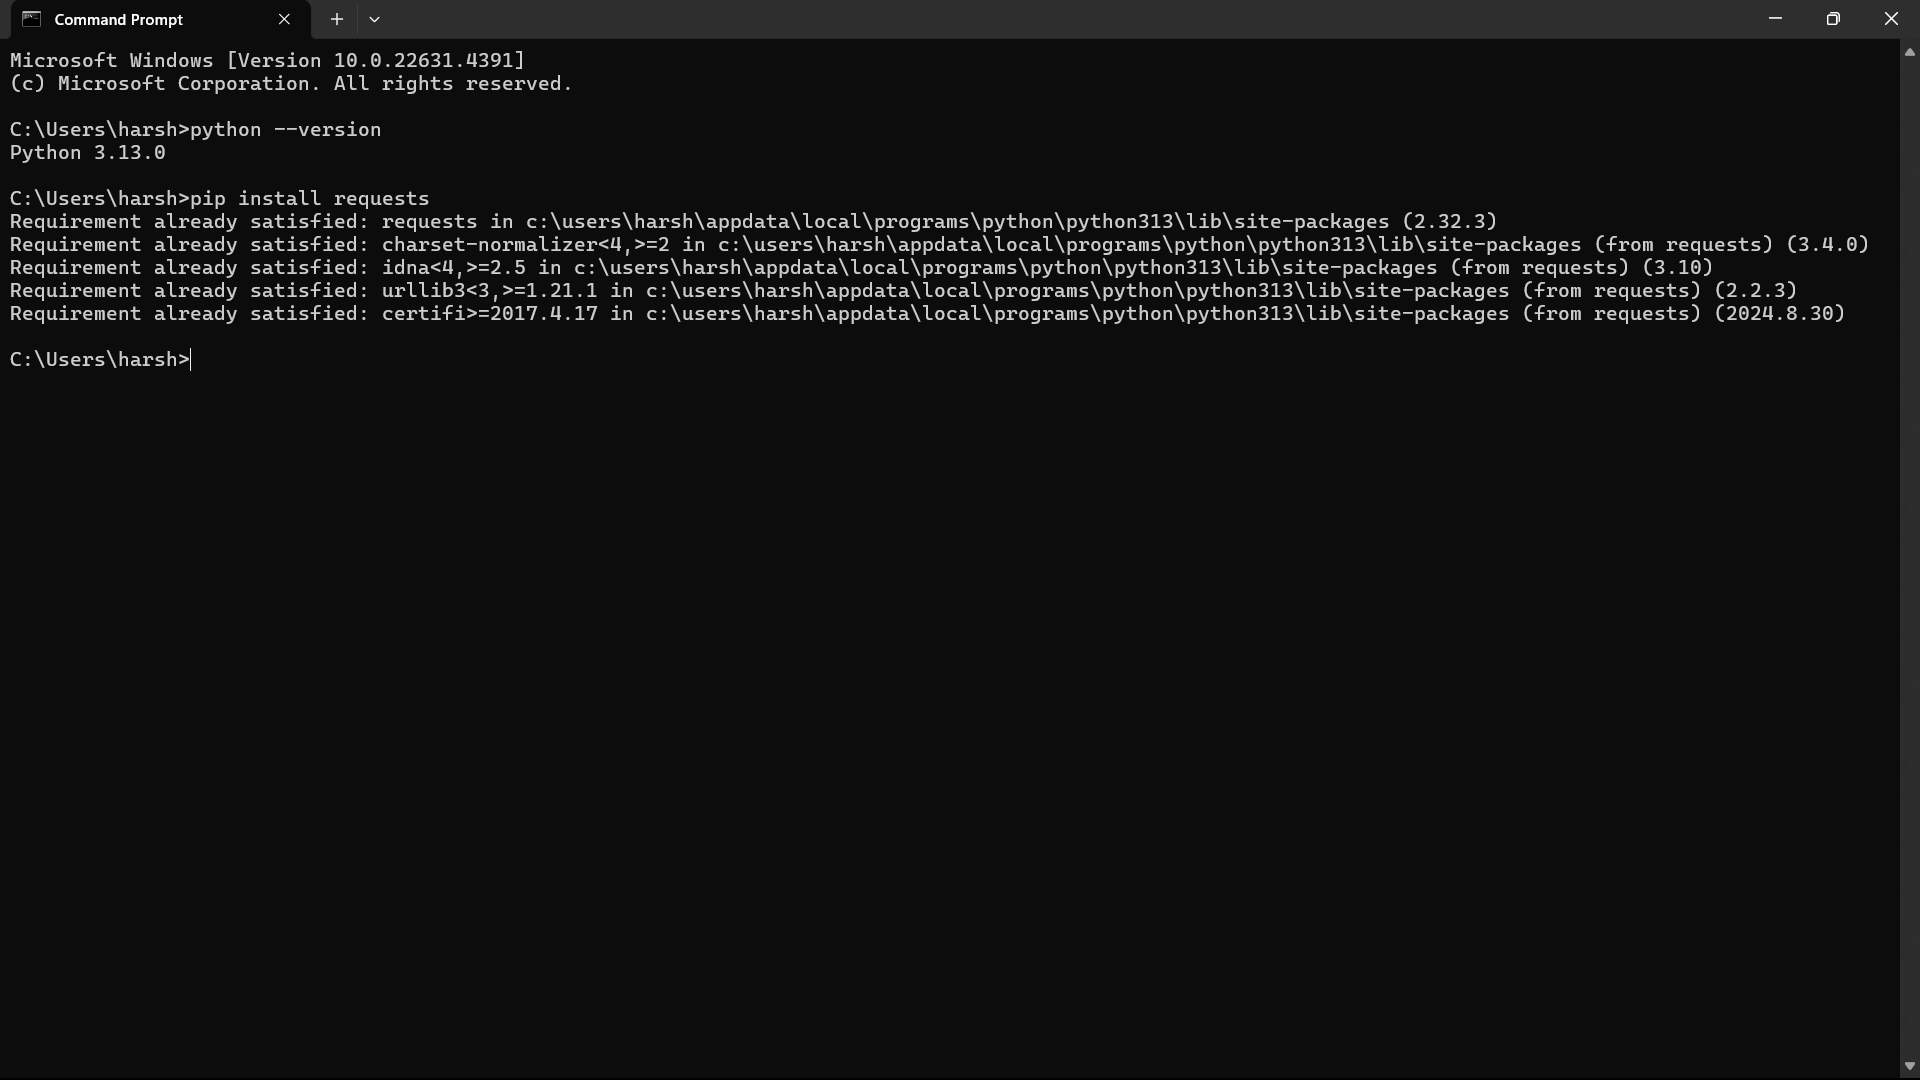 Command Prompt
Microsoft Windows [Version 10.0.22631.4391]
(c) Microsoft Corporation. All rights reserved.
C:\Users\harsh>python --version
Python 3.13.0
C:\Users\harsh>pip install requests
Requirement already satisfied: requests in c:\users\harsh\appdata\local\programs\python\python313\lib\site-packages (2.32.3)
Requirement already satisfied: charset-normalizer<4,>=2 in c:\users\harsh\appdata\local\programs\python\python313\lib\site-packages (from requests) (3.4.0)
Requirement already satisfied: idna<4,>=2.5 in c:\users\harsh\appdata\local\programs\python\python313\lib\site-packages (from requests) (3.10)
Requirement already satisfied: urllib3<3,>=1.21.1 in c:\users\harsh\appdata\local\programs\python\python313\lib\site-packages (from requests) (2.2.3)
Requirement already satisfied: certifi>=2017.4.17 in c:\users\harsh\appdata\local\programs\python\python313\lib\site-packages (from requests) (2024.8.30)
C:\Users\harsh>